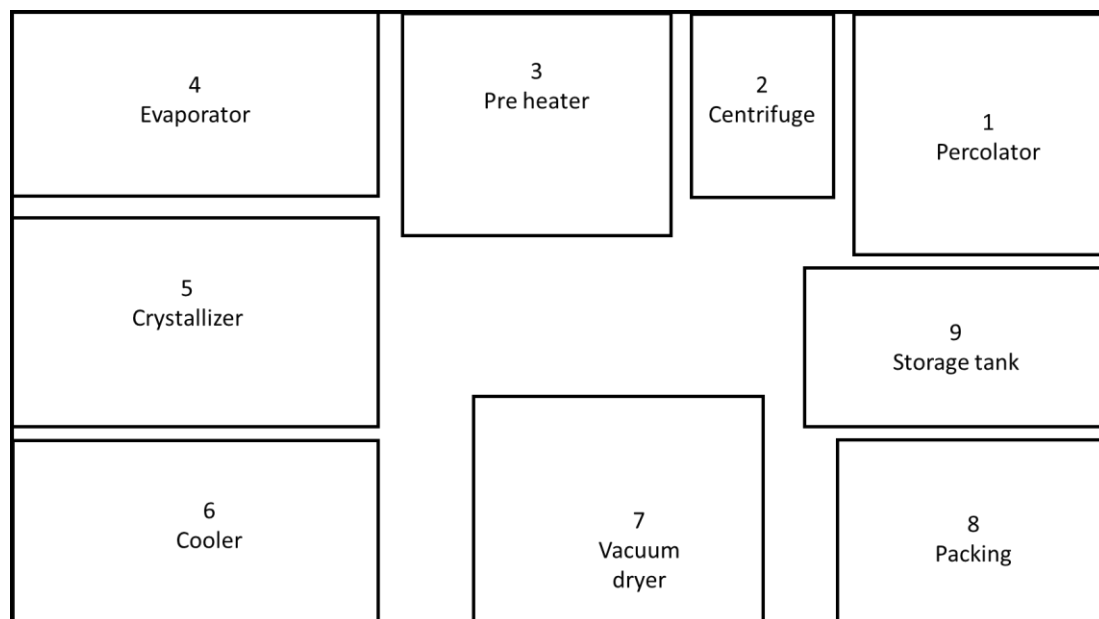 4
Evaporator
3
Pre heater
2
Centrifuge
1
Percolator
5
Crystallizer
9
Storage tank
6
Cooler
7
Vacuum
dryer
8
Packing